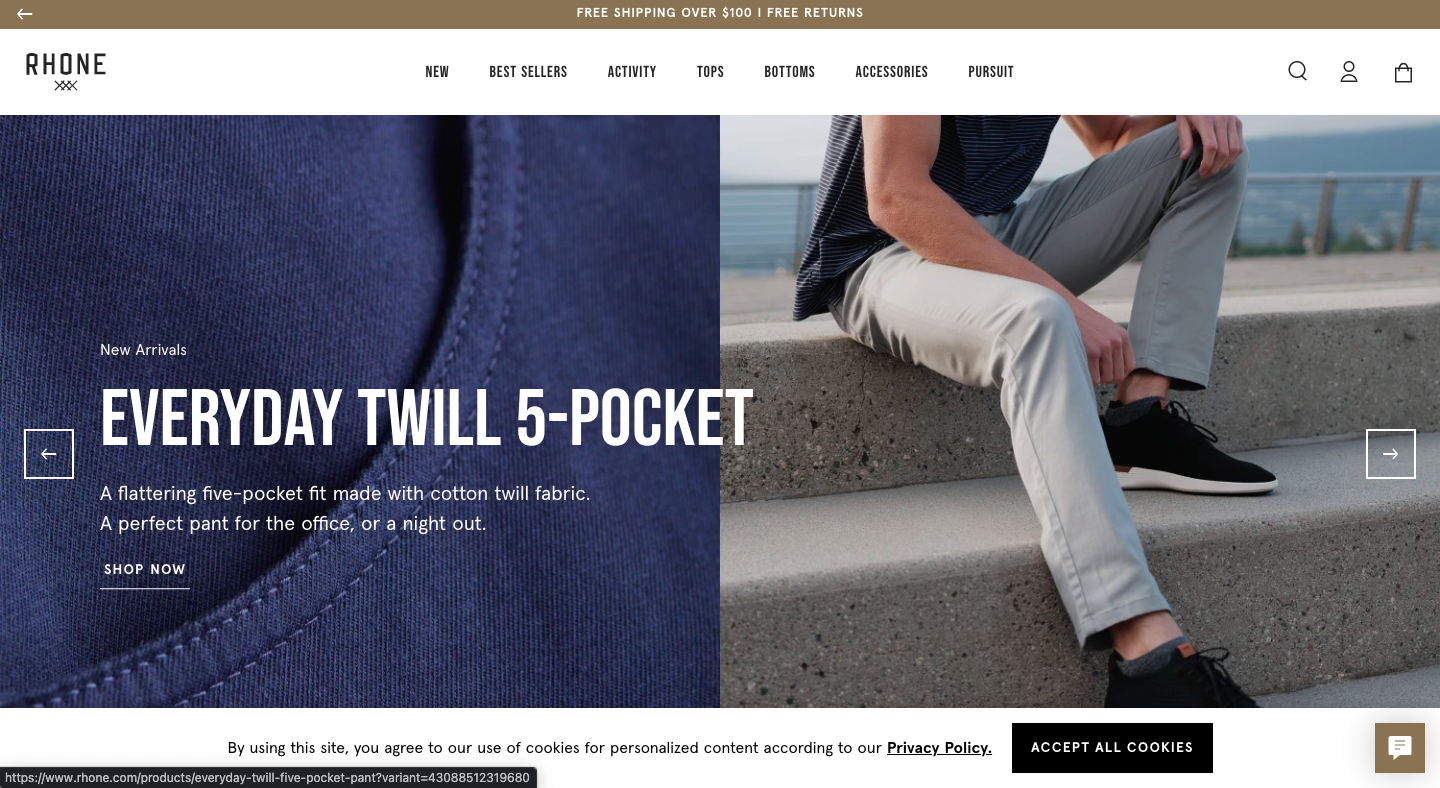 FREE SHIPPING OVER $100 I FREE RETURNS
RHONE
NEW BEST SELLERS ACTIVITY TOPS BOTTOMS ACCESSORIES PURSUIT
New Arrivals
EVERYDAY TWILL 5-POCKET
A flattering five-pocket fit made with cotton twill fabric.
A perfect pant for the office, or a night out.
SHOP NOW
By using this site, you agree to our use of cookies for personalized content according to our Privacy Policy. ACCEPT ALL COOKIES
https://www.rhone.com/products/everyday-twill-five-pocket-pant?variant=43088512319680